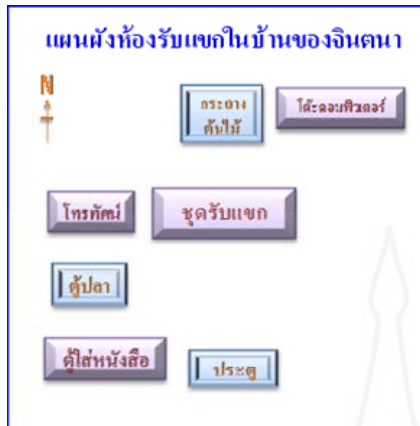 แผนผังห้องรับแขกในบ้านของจินตนา
N
กระถาง
ต้นไม้
โต๊ะคอมพิวเตอร์
โทรทัศน์
ชุดรับแขก
ตู้ปลา
ตู้ใส่หนังสือ
ประตู